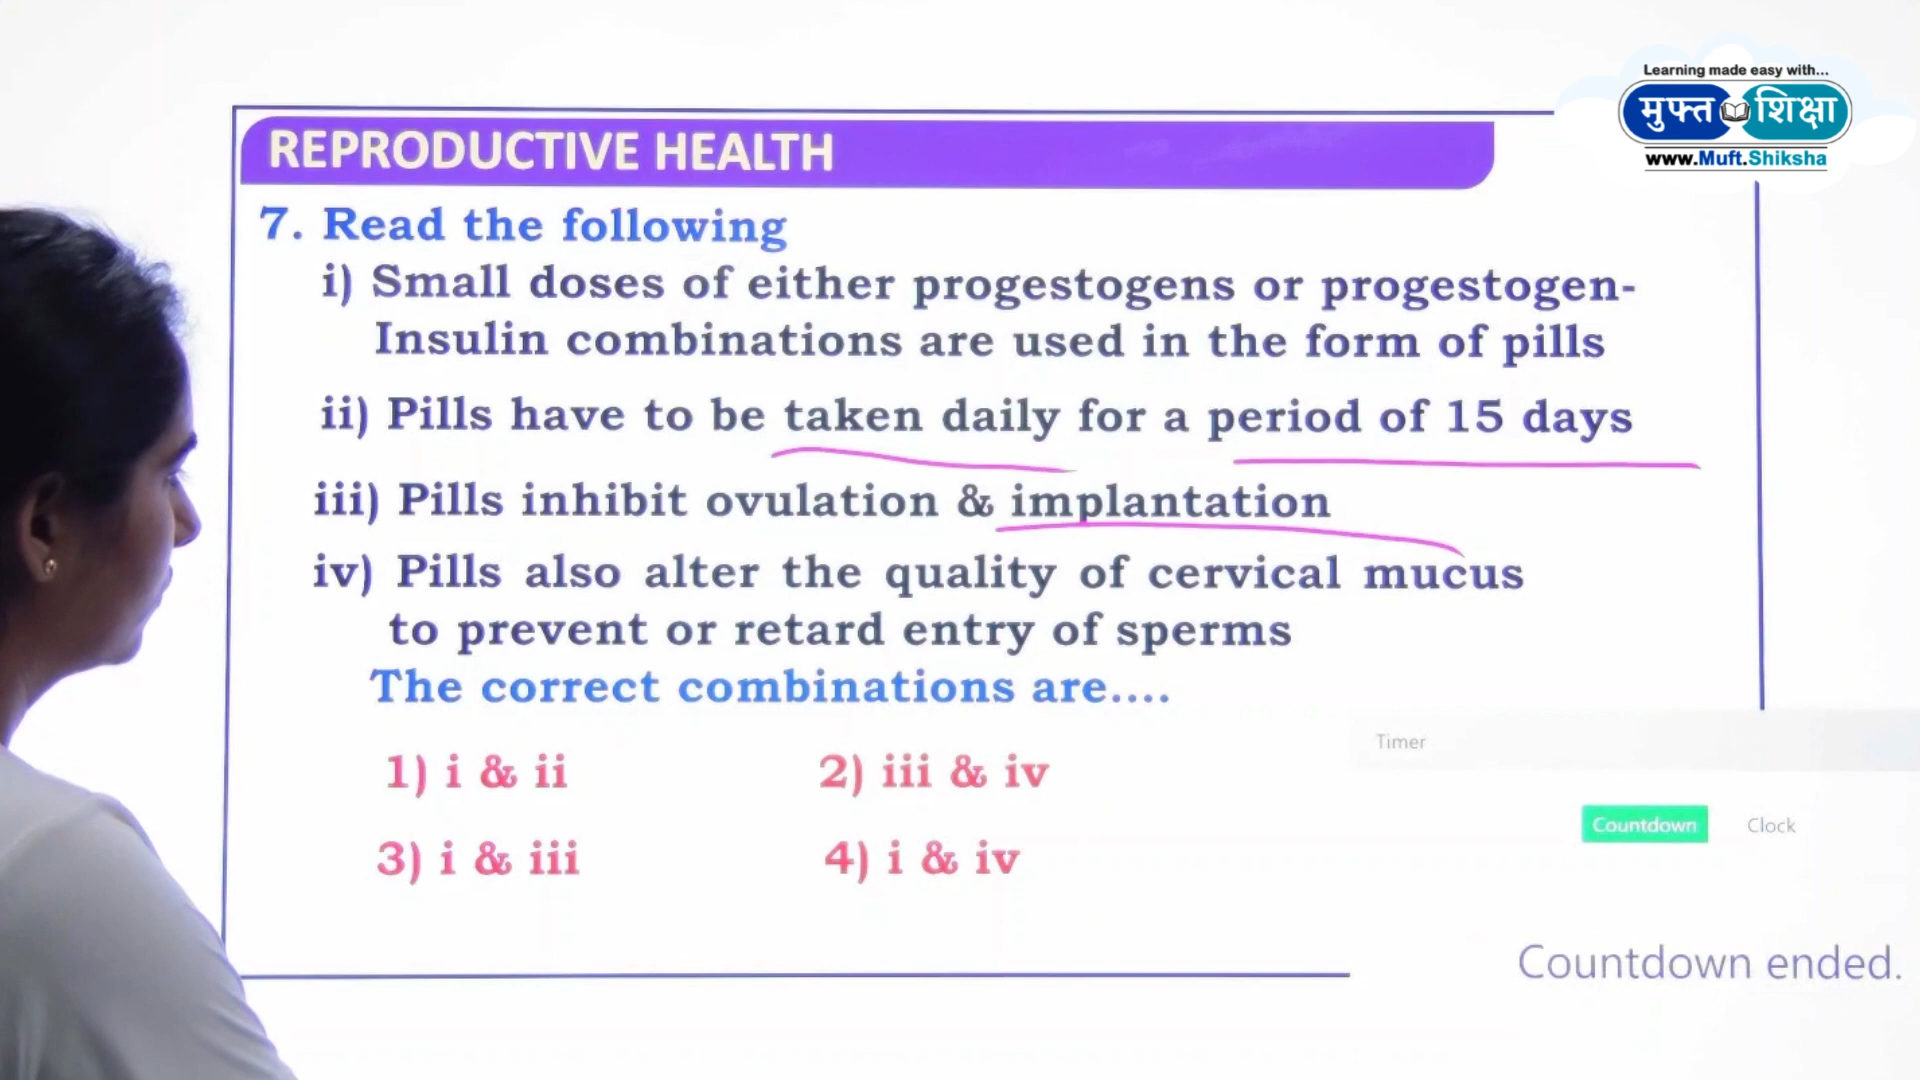 Learning made easy with...
मुफ्त शिक्षा
www.Muft.Shiksha
REPRODUCTIVE HEALTH
7. Read the following
i) Small doses of either progestogens or progestogen-
Insulin combinations are used in the form of pills
ii) Pills have to be taken daily for a period of 15 days
iii) Pills inhibit ovulation & implantation
iv) Pills also alter the quality of cervical mucus
to prevent or retard entry of sperms
The correct combinations are....
1) i & ii 2) iii & iv
3) i & iii 4) i & iv
Timer
Countdown Clock
Countdown ended.